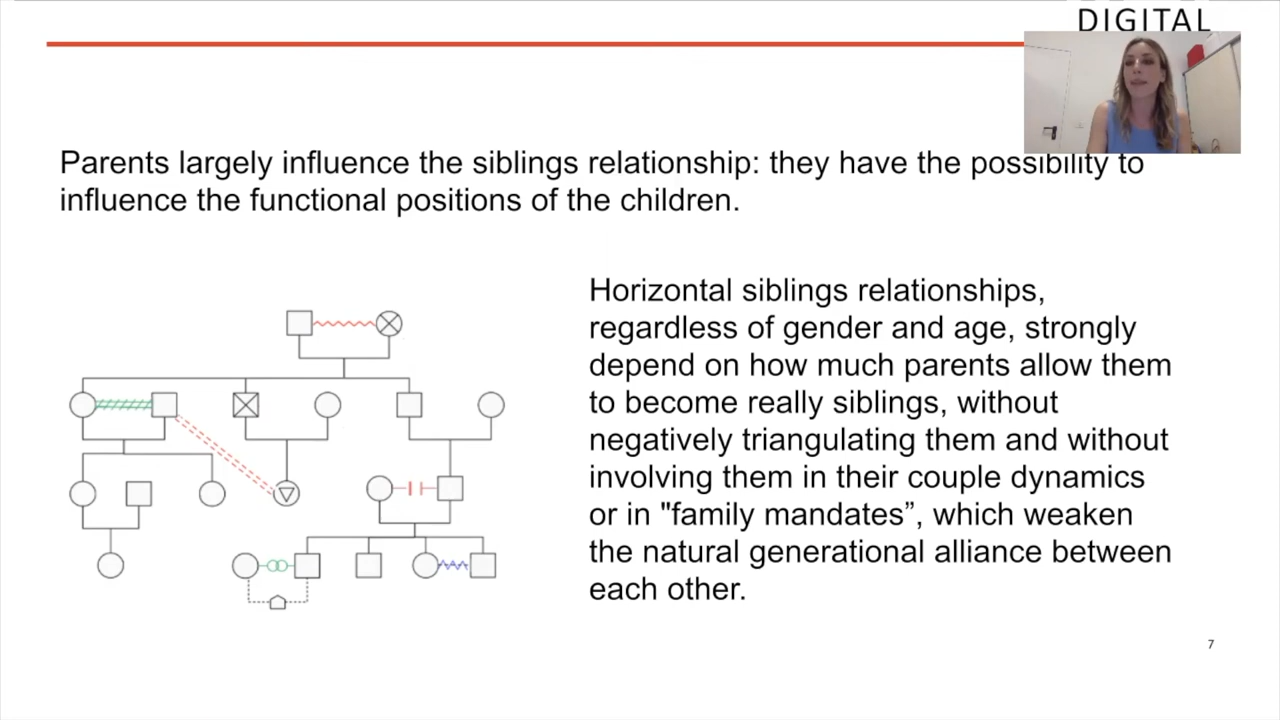 DIGITAL
Parents largely influence the siblings relationship: they have the possibility to
influence the functional positions of the children.
Horizontal siblings relationships,
regardless of gender and age, strongly
depend on how much parents allow them
to become really siblings, without
negatively triangulating them and without
involving them in their couple dynamics
or in "family mandates”, which weaken
the natural generational alliance between
each other.
7